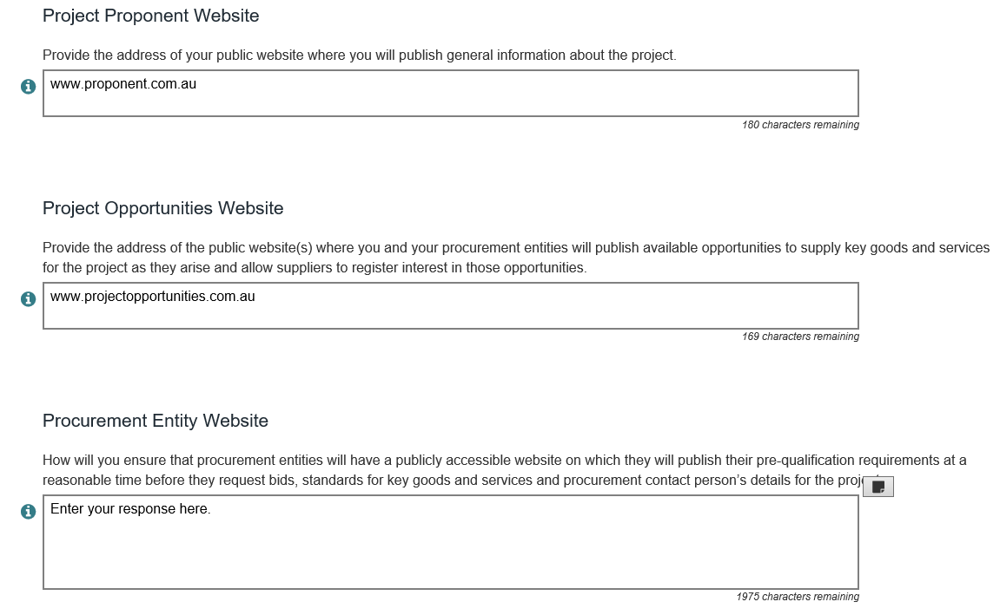 Project Proponent Website
Provide the address of your public website where you will publish general information about the project.
www.proponent.com.au
180 characters remaining
Project Opportunities Website
Provide the address of the public website(s) where you and your procurement entities will publish available opportunities to supply key goods and services
for the project as they arise and allow suppliers to register interest in those opportunities.
www.projectopportunities.com.au
169 characters remaining
Procurement Entity Website
How will you ensure that procurement entities will have a publicly accessible website on which they will publish their pre-qualification requirements at a
reasonable time before they request bids, standards for key goods and services and procurement contact person's details for the
Enter your response here.
1975 characters remaining